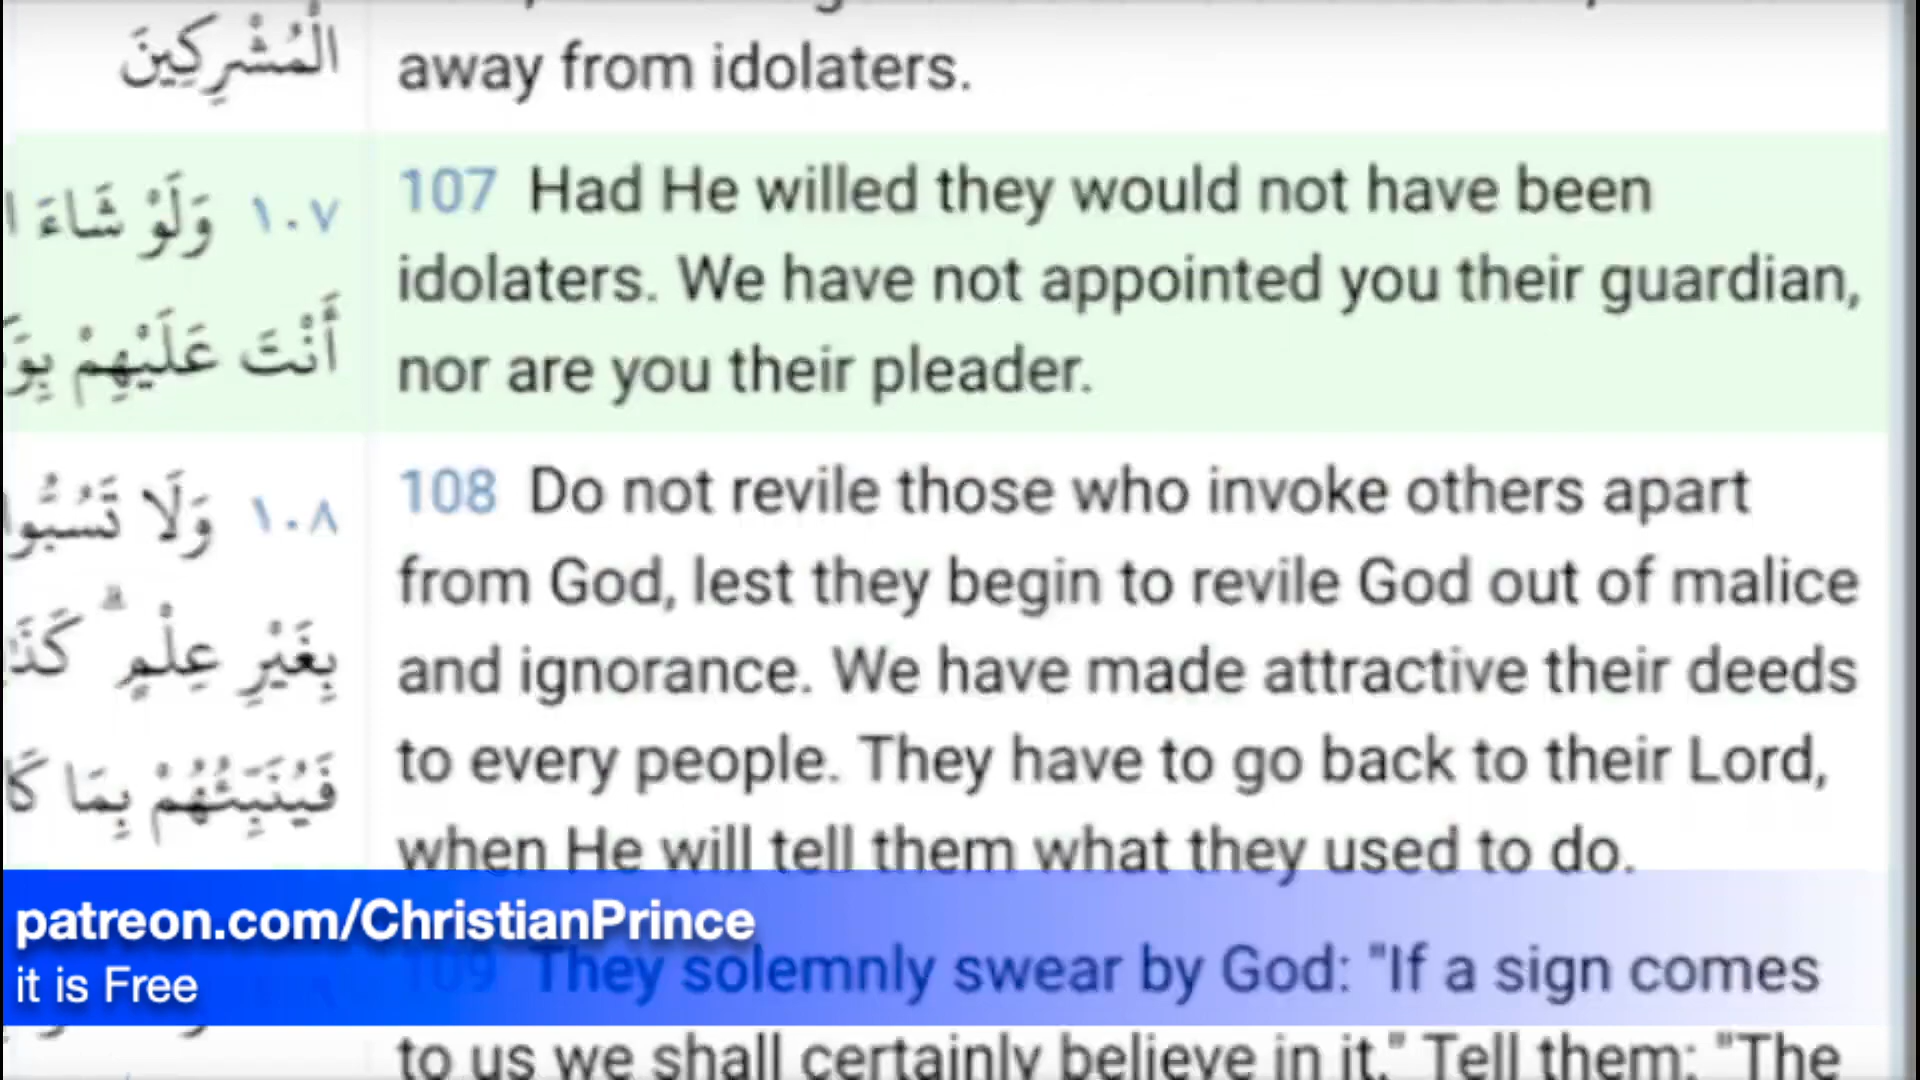 away from idolaters.
الْمُشْرِكِينَ
107 Had He willed they would not have been
idolaters. We have not appointed you their guardian,
nor are you their pleader.
١٠٧ وَلَوْ شَاءَ
أَنْتَ عَلَيْهِمْ
108 Do not revile those who invoke others apart
from God, lest they begin to revile God out of malice
and ignorance. We have made attractive their deeds
to every people. They have to go back to their Lord,
when He will tell them what they used to do.
١٠٨ وَلَا تَسُبُّوا
بِغَيْرِ عِلْمٍ ۗ
فَيُنَبِّئُهُمْ بِمَا
109 They solemnly swear by God: "If a sign comes
to us we shall certainly believe in it." Tell them: "The
patreon.com/ChristianPrince
it is Free